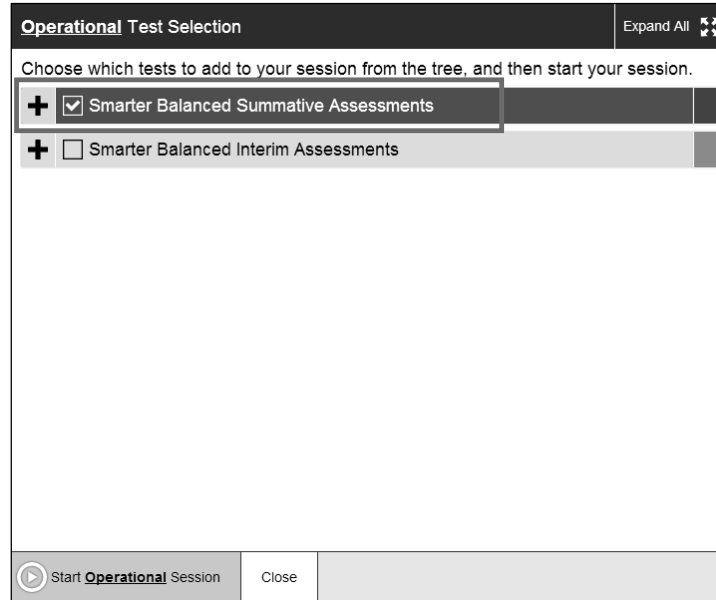 Operational Test Selection
Expand All
Choose which tests to add to your session from the tree, and then start your session.
Smarter Balanced Summative Assessments
Smarter Balanced Interim Assessments
Start Operational Session
Close